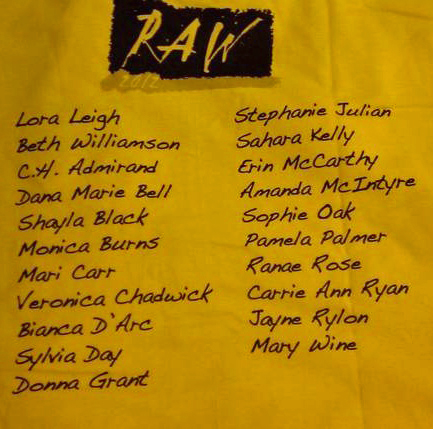 RAW
2012
Lora Leigh
Beth Williamson
C.H. Admirand
Dana Marie Bell
Shayla Black
Monica Burns
Mari Carr
Veronica Chadwick
Bianca D'Arc
Sylvia Day
Donna Grant
Stephanie Julian
Sahara Kelly
Erin McCarthy
Amanda McIntyre
Sophie Oak
Pamela Palmer
Ranae Rose
Carrie Ann Ryan
Jayne Rylon
Mary Wine